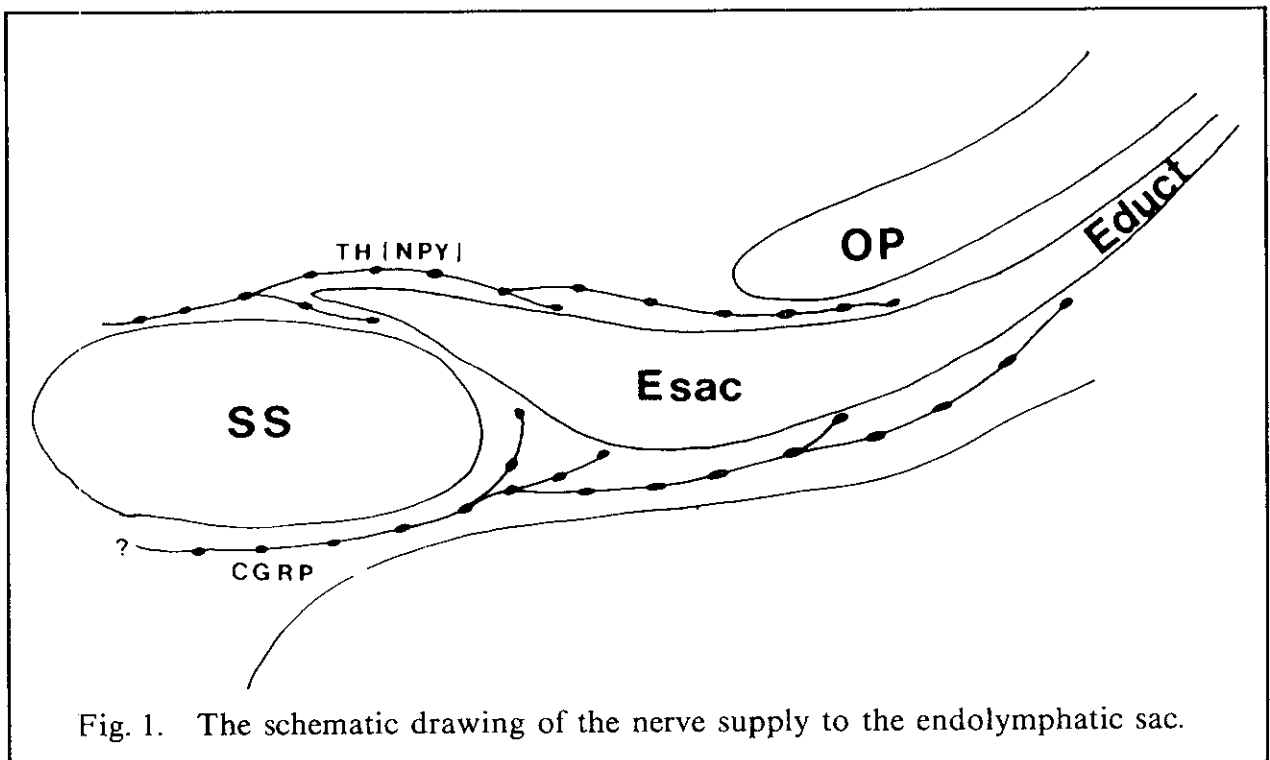 TH (NPY)
OP
Educt
Esac
SS
?
CGRP
Fig. 1. The schematic drawing of the nerve supply to the endolymphatic sac.